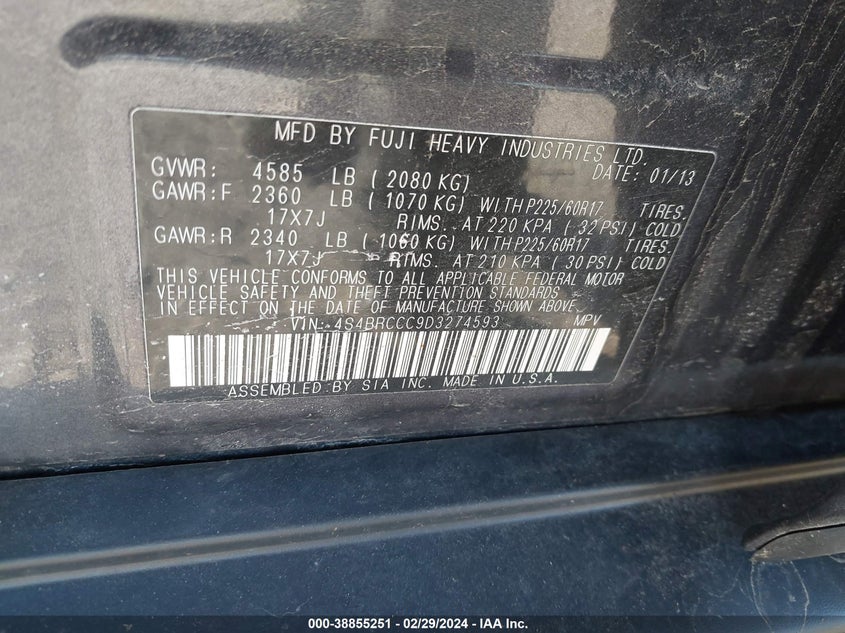 MFD BY FUJI HEAVY INDUSTRIES LTD.
GVWR: 4585 LB (2080 KG) DATE: 01/13
GAWR:F 2360 LB (1070 KG) WITH P225/60R17 TIRES.
17X7J RIMS. AT 220 KPA (32 PSI) COLD
GAWR:R 2340 LB (1060 KG) WITH P225/60R17 TIRES.
17X7J RIMS. AT 210 KPA (30 PSI) COLD
THIS VEHICLE CONFORMS TO ALL APPLICABLE FEDERAL MOTOR
VEHICLE SAFETY AND THEFT PREVENTION STANDARDS
IN EFFECT ON THE DATE OF MANUFACTURE SHOWN ABOVE.
VIN: 4S4BRCCC9D3274593 MPV
ASSEMBLED BY SIA INC. MADE IN U.S.A.
000-38855251 - 02/29/2024 - IAA Inc.